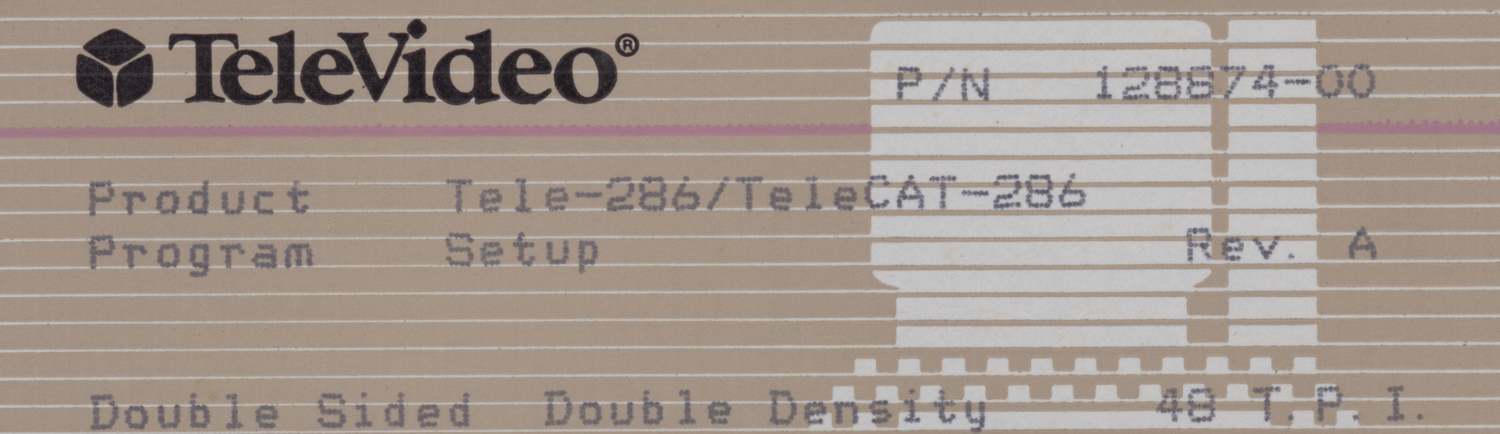 TeleVideo®
P/N 128874-00
Product Tele-286/TeleCAT-286
Program Setup Rev. A
Double Sided Double Density 48 T.P.I.